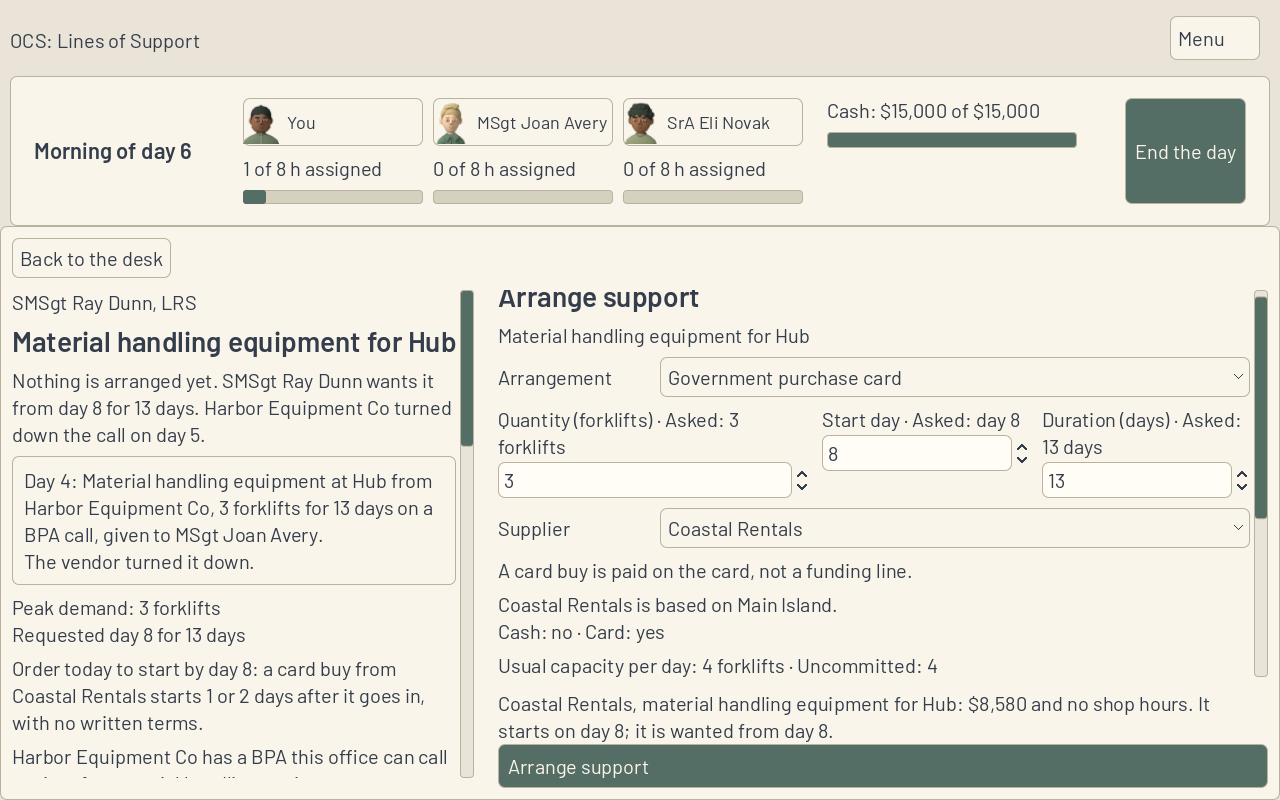 OCS: Lines of Support
Menu
Morning of day 6
You
1 of 8 h assigned
MSgt Joan Avery
0 of 8 h assigned
SrA Eli Novak
0 of 8 h assigned
Cash: $15,000 of $15,000
End the day
Back to the desk
SMSgt Ray Dunn, LRS
Material handling equipment for Hub
Nothing is arranged yet. SMSgt Ray Dunn wants it
from day 8 for 13 days. Harbor Equipment Co turned
down the call on day 5.
Day 4: Material handling equipment at Hub from
Harbor Equipment Co, 3 forklifts for 13 days on a
BPA call, given to MSgt Joan Avery.
The vendor turned it down.
Peak demand: 3 forklifts
Requested day 8 for 13 days
Order today to start by day 8: a card buy from
Coastal Rentals starts 1 or 2 days after it goes in,
with no written terms.
Harbor Equipment Co has a BPA this office can call
Arrange support
Material handling equipment for Hub
Arrangement
Government purchase card
Quantity (forklifts) · Asked: 3
forklifts
3
Start day · Asked: day 8
8
Duration (days) · Asked:
13 days
13
Supplier
Coastal Rentals
A card buy is paid on the card, not a funding line.
Coastal Rentals is based on Main Island.
Cash: no · Card: yes
Usual capacity per day: 4 forklifts · Uncommitted: 4
Coastal Rentals, material handling equipment for Hub: $8,580 and no shop hours. It
starts on day 8; it is wanted from day 8.
Arrange support